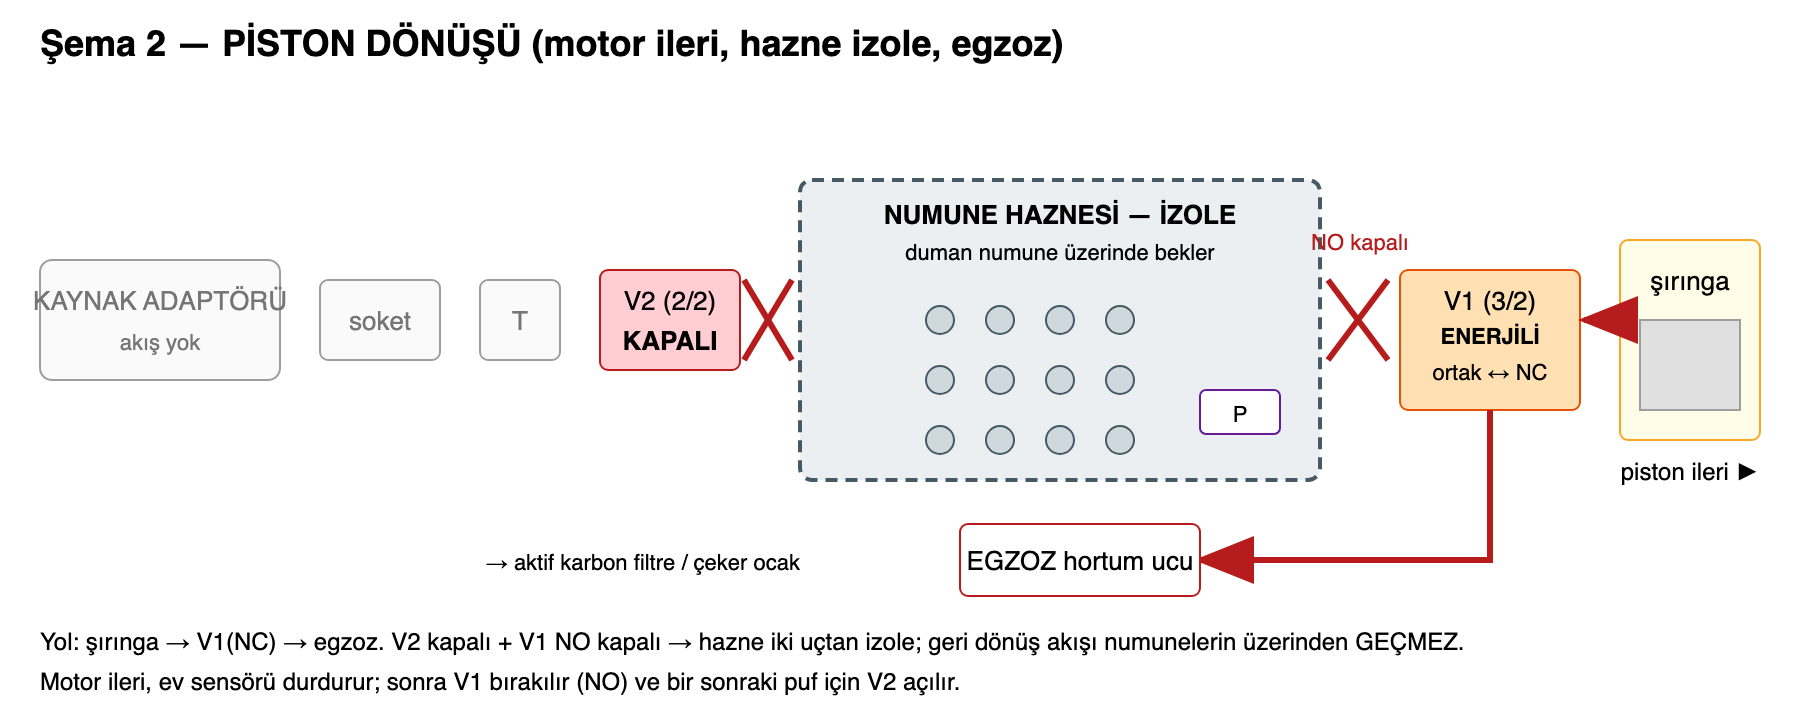 Şema 2 — PİSTON DÖNÜŞÜ (motor ileri, hazne izole, egzoz)
KAYNAK ADAPTÖRÜ
akış yok
soket
T
V2 (2/2)
KAPALI
NUMUNE HAZNESİ — İZOLE
duman numune üzerinde bekler
P
NO kapalı
V1 (3/2)
ENERJİLİ
ortak ↔ NC
şırınga
piston ileri ►
→ aktif karbon filtre / çeker ocak
EGZOZ hortum ucu
Yol: şırınga → V1(NC) → egzoz. V2 kapalı + V1 NO kapalı → hazne iki uçtan izole; geri dönüş akışı numunelerin üzerinden GEÇMEZ.
Motor ileri, ev sensörü durdurur; sonra V1 bırakılır (NO) ve bir sonraki puf için V2 açılır.